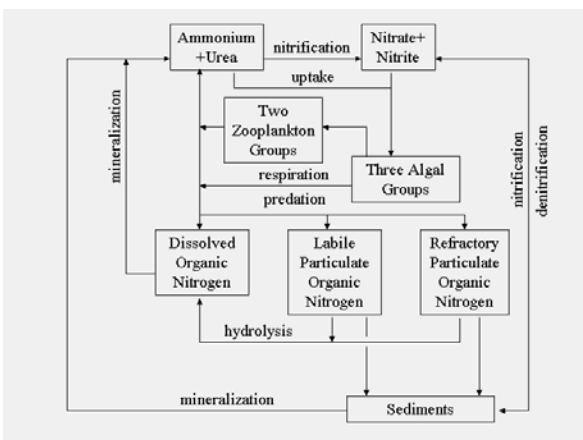 Ammonium
+Urea
nitrification
Nitrate+
Nitrite
uptake
Two
Zooplankton
Groups
mineralization
respiration
Three Algal
Groups
predation
nitrification
denitrification
Dissolved
Organic
Nitrogen
Labile
Particulate
Organic
Nitrogen
Refractory
Particulate
Organic
Nitrogen
hydrolysis
mineralization
Sediments